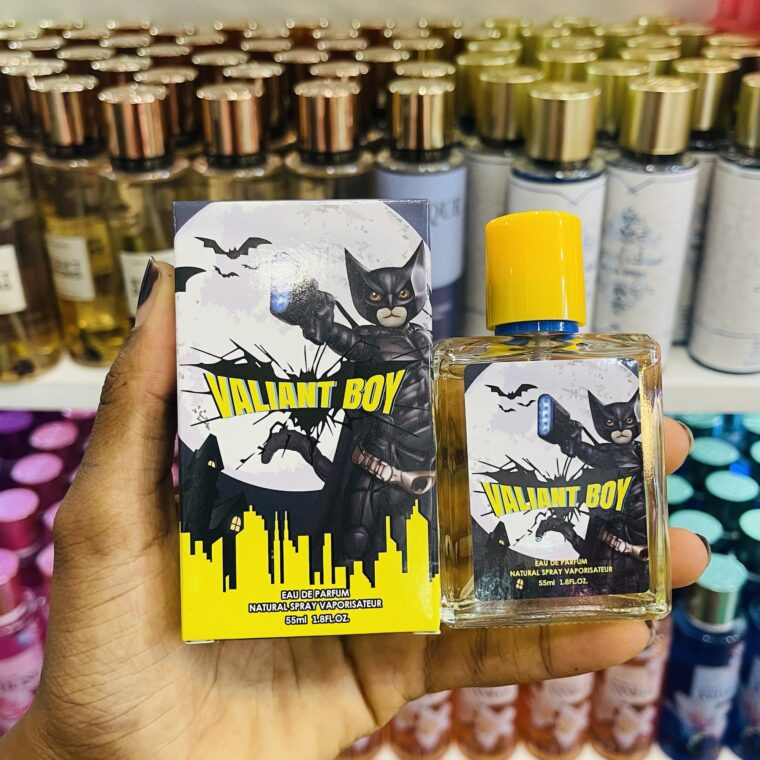 VALIANT BOY
EAU DE PARFUM
NATURAL SPRAY VAPORISATEUR
55ml 1.8FL.OZ.
VALIANT BOY
EAU DE PARFUM
NATURAL SPRAY VAPORISATEUR
55ml 1.8FL.OZ.